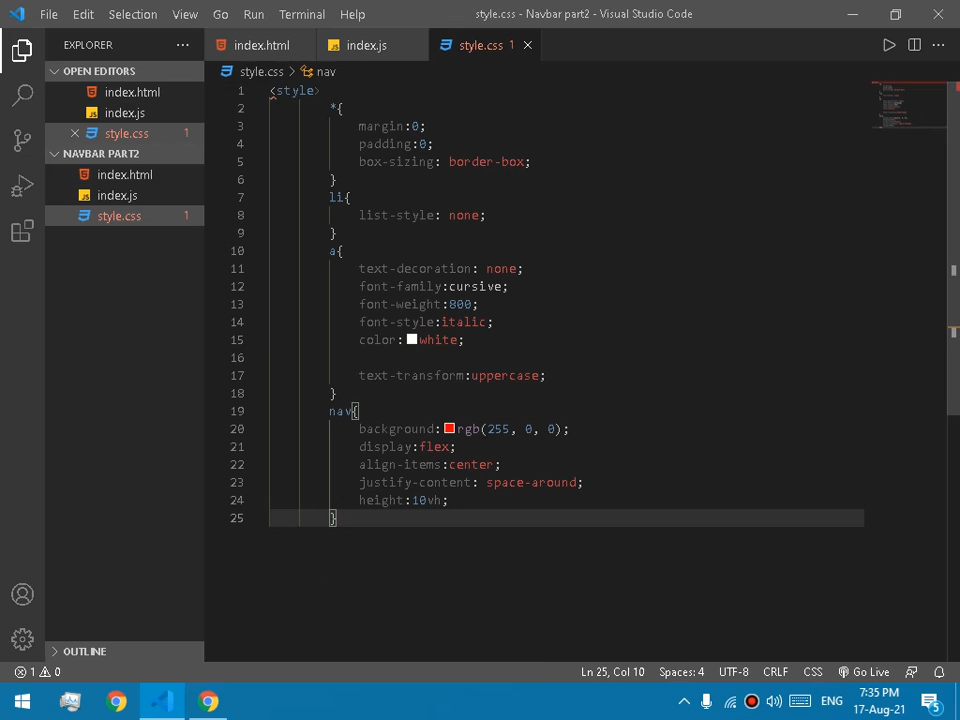 File Edit Selection View Go Run Terminal Help style.css - Navbar part2 - Visual Studio Code
EXPLORER
index.html index.js style.css 1
OPEN EDITORS
style.css > nav
index.html
index.js
style.css 1
NAVBAR PART2
index.html
index.js
style.css 1
1 <style>
2 *{
3 margin:0;
4 padding:0;
5 box-sizing: border-box;
6 }
7 li{
8 list-style: none;
9 }
10 a{
11 text-decoration: none;
12 font-family:cursive;
13 font-weight:800;
14 font-style:italic;
15 color: white;
16
17 text-transform:uppercase;
18 }
19 nav{
20 background: rgb(255, 0, 0);
21 display:flex;
22 align-items:center;
23 justify-content: space-around;
24 height:10vh;
25 }
OUTLINE
1 0 Ln 25, Col 10 Spaces: 4 UTF-8 CRLF CSS Go Live
ENG 7:35 PM
17-Aug-21 5